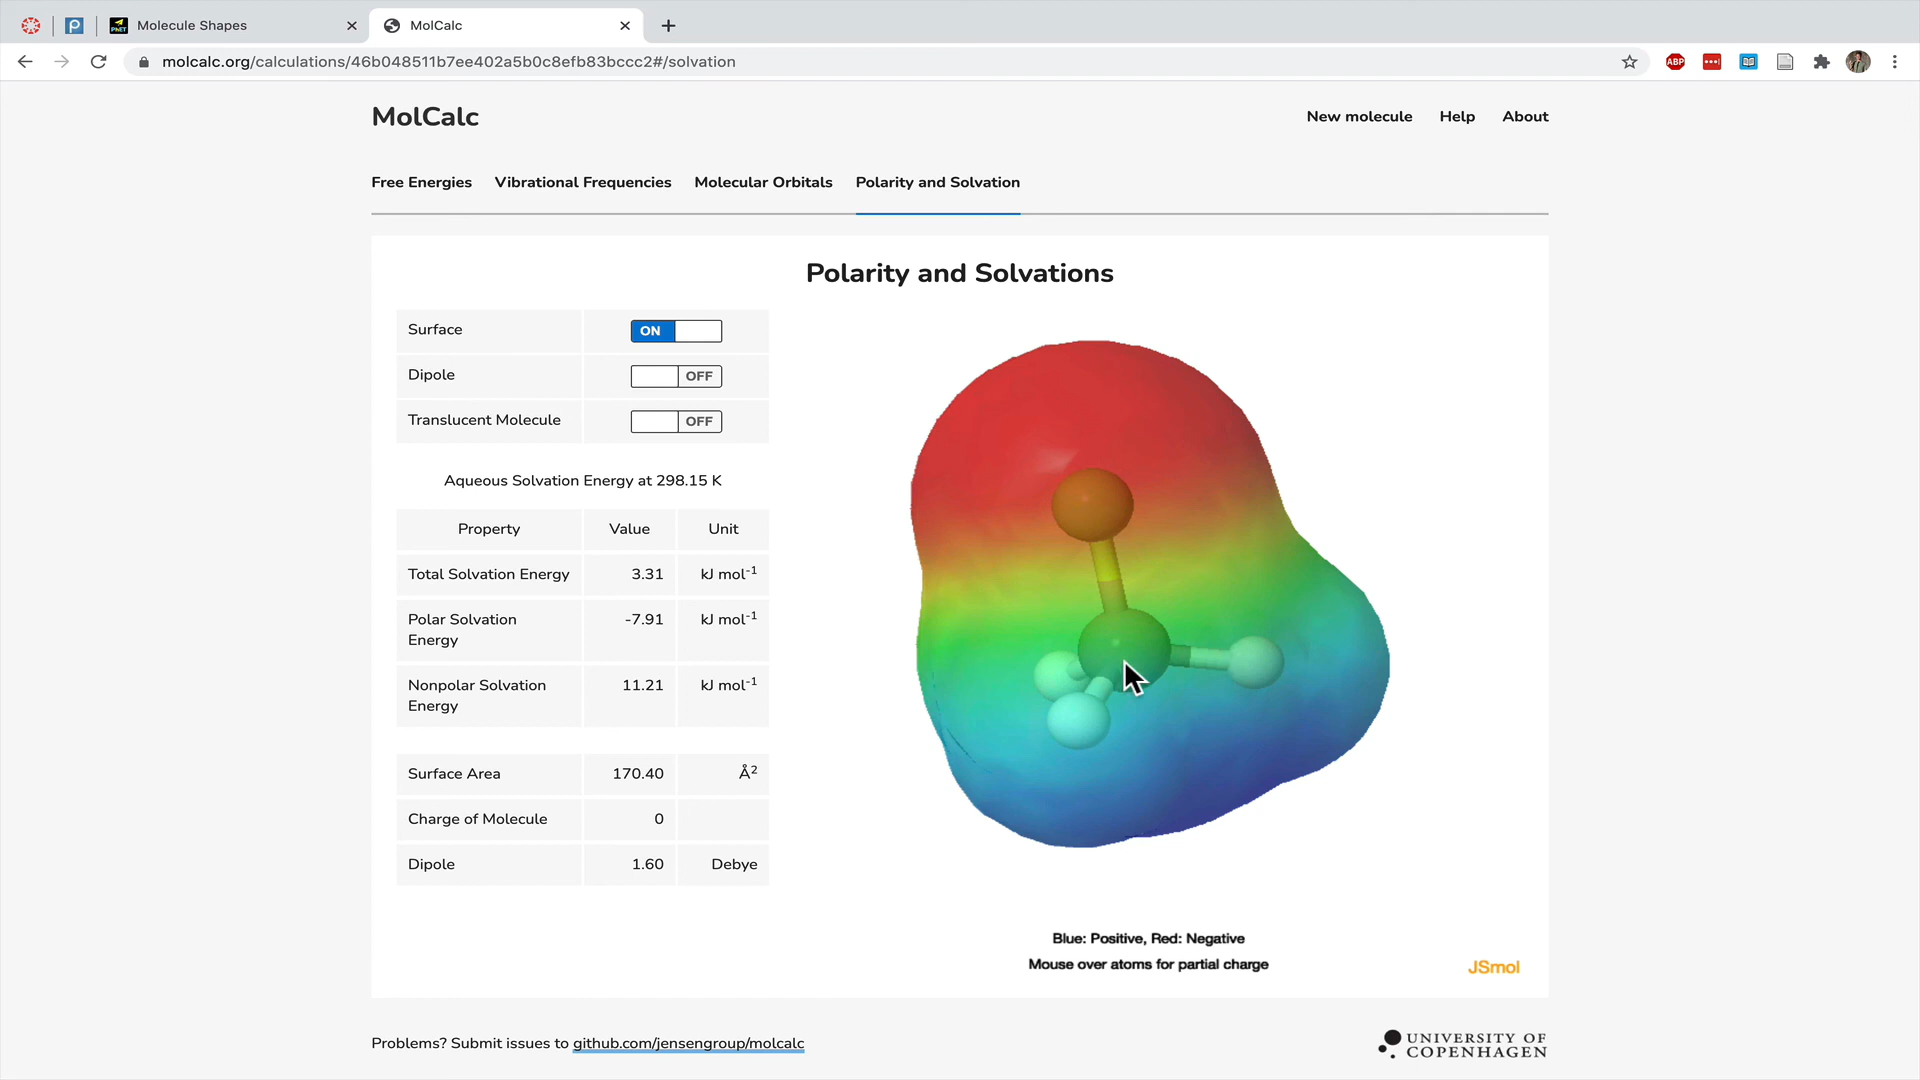 Molecule Shapes
MolCalc
molcalc.org/calculations/46b048511b7ee402a5b0c8efb83bccc2#/solvation
ABP
MolCalc
New molecule Help About
Free Energies Vibrational Frequencies Molecular Orbitals Polarity and Solvation
Polarity and Solvations
Surface ON
Dipole OFF
Translucent Molecule OFF
Aqueous Solvation Energy at 298.15 K
Property Value Unit
Total Solvation Energy 3.31 kJ mol⁻¹
Polar Solvation Energy -7.91 kJ mol⁻¹
Nonpolar Solvation Energy 11.21 kJ mol⁻¹
Surface Area 170.40 Å²
Charge of Molecule 0
Dipole 1.60 Debye
Blue: Positive, Red: Negative
Mouse over atoms for partial charge
JSmol
Problems? Submit issues to github.com/jensengroup/molcalc
UNIVERSITY OF
COPENHAGEN